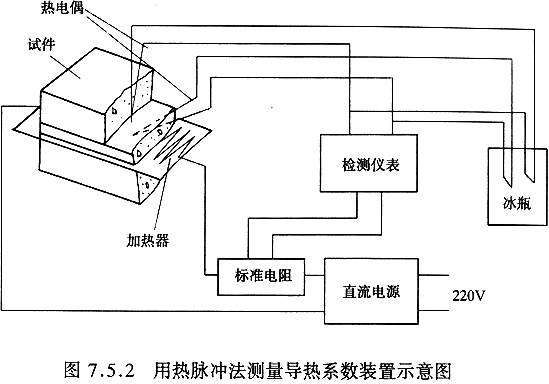 热电偶
试件
检测仪表
冰瓶
加热器
标准电阻
直流电源
220V
图 7.5.2 用热脉冲法测量导热系数装置示意图